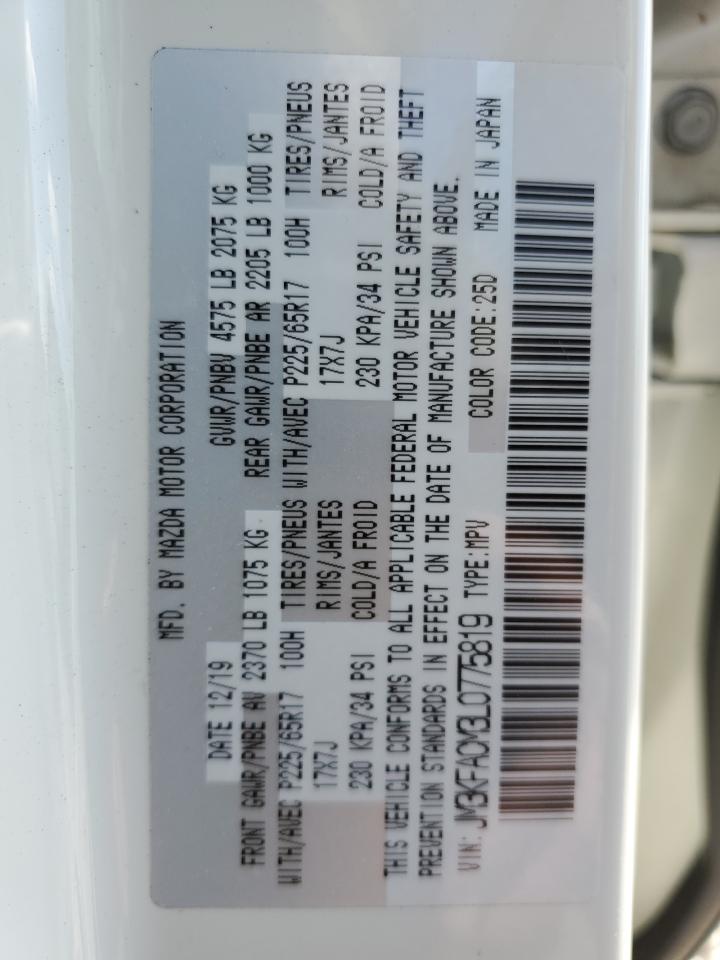 MFD. BY MAZDA MOTOR CORPORATION
DATE 12/19 GVWR/PNBV 4575 LB 2075 KG
FRONT GAWR/PNBE AV 2370 LB 1075 KG REAR GAWR/PNBE AR 2205 LB 1000 KG
WITH/AVEC P225/65R17 100H TIRES/PNEUS WITH/AVEC P225/65R17 100H TIRES/PNEUS
17X7J RIMS/JANTES 17X7J RIMS/JANTES
230 KPA/34 PSI COLD/A FROID 230 KPA/34 PSI COLD/A FROID
THIS VEHICLE CONFORMS TO ALL APPLICABLE FEDERAL MOTOR VEHICLE SAFETY AND THEFT
PREVENTION STANDARDS IN EFFECT ON THE DATE OF MANUFACTURE SHOWN ABOVE.
VIN: JM3KFACM3L0775819 TYPE:MPV COLOR CODE:25D MADE IN JAPAN